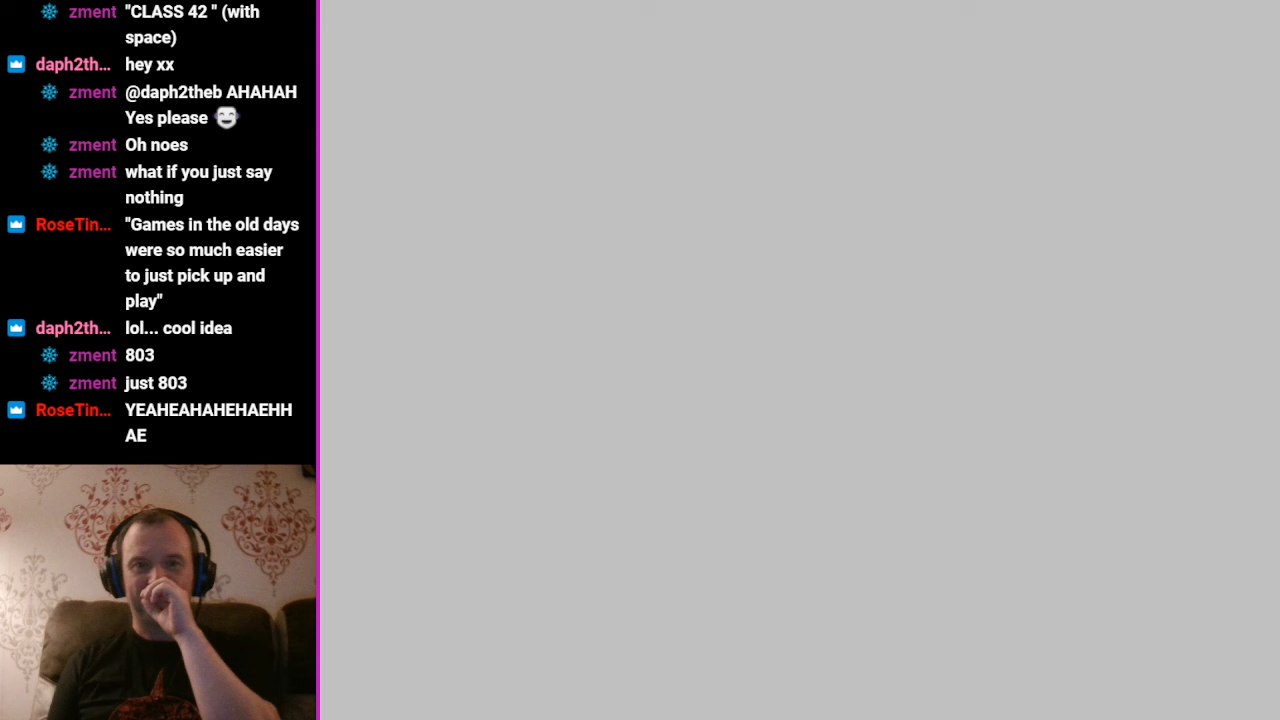 zment "CLASS 42 " (with
space)
daph2th... hey xx
zment @daph2theb AHAHAH
Yes please
zment Oh noes
zment what if you just say
nothing
RoseTin... "Games in the old days
were so much easier
to just pick up and
play"
daph2th... lol... cool idea
zment 803
zment just 803
RoseTin... YEAHEAHAHEHAEHH
AE